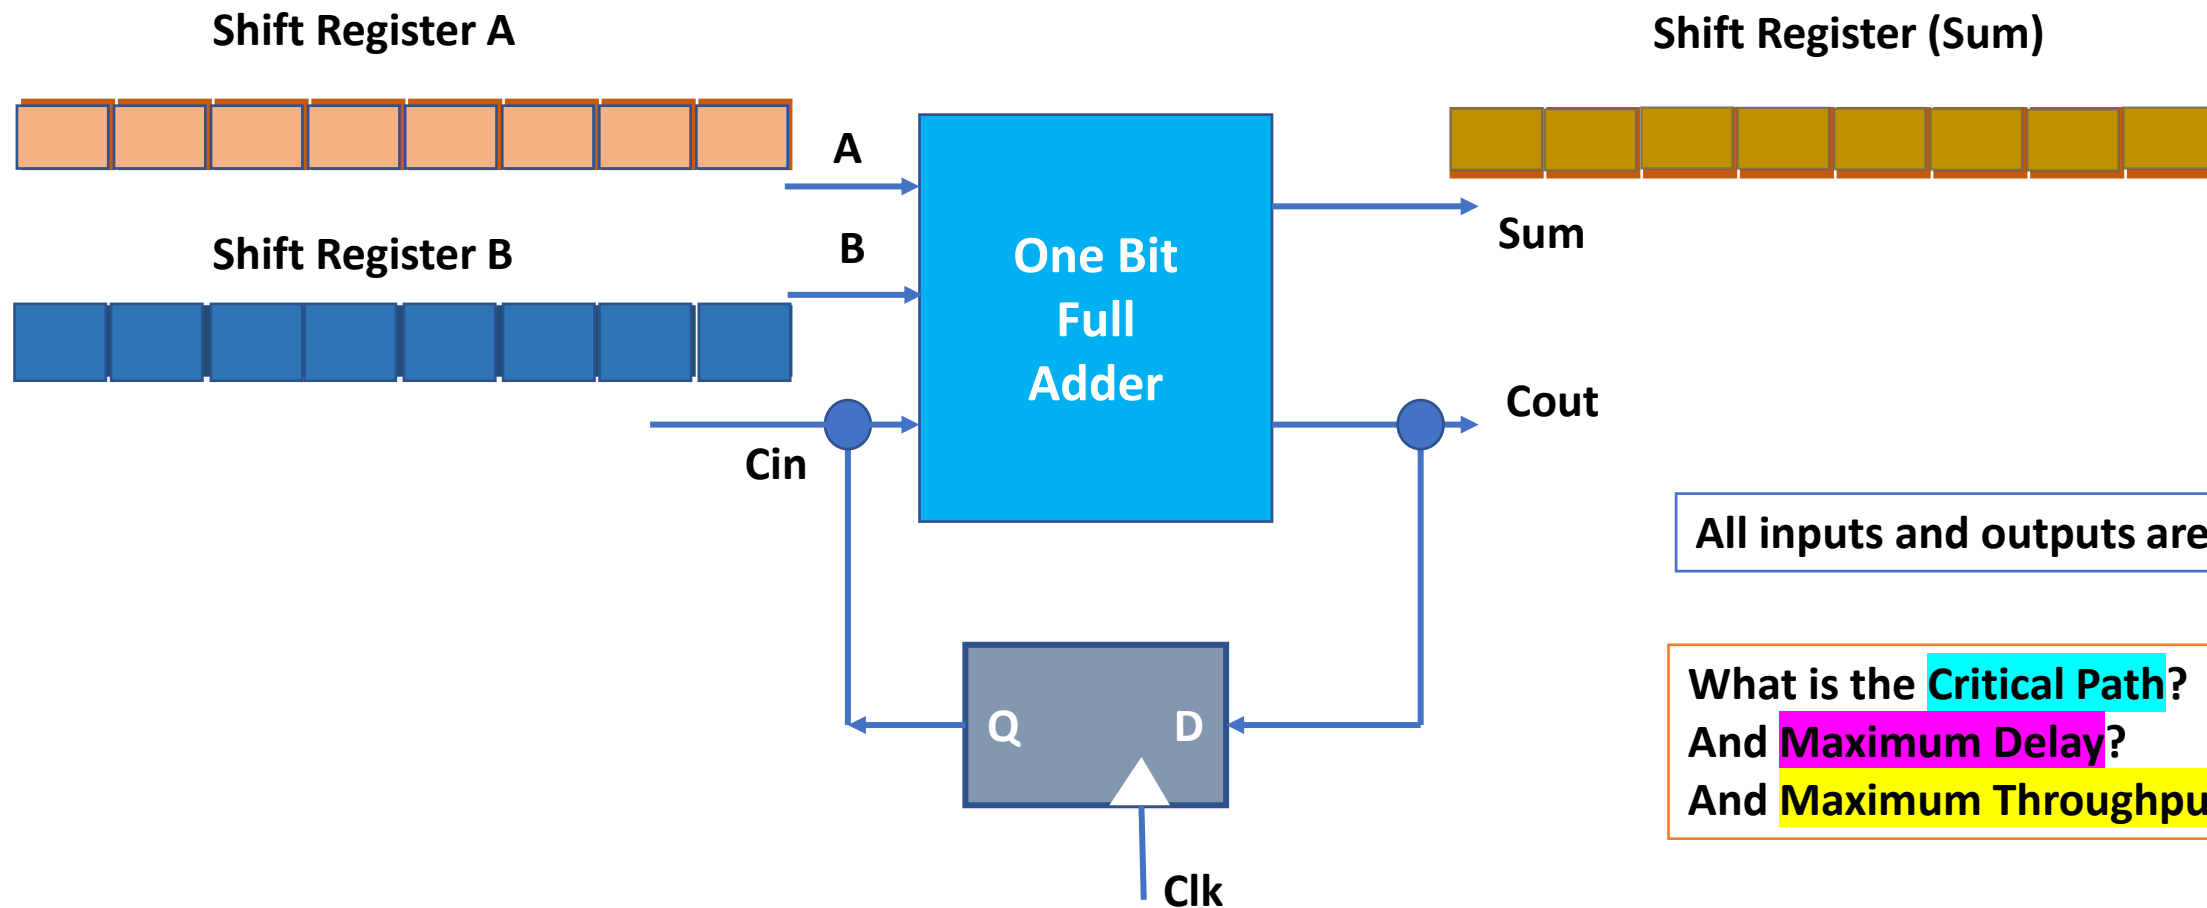 Shift Register A
Shift Register (Sum)
A
Shift Register B
B
One Bit
Full
Adder
Sum
Cin
Cout
All inputs and outputs are
Q
D
What is the Critical Path?
And Maximum Delay?
And Maximum Throughpu
Clk